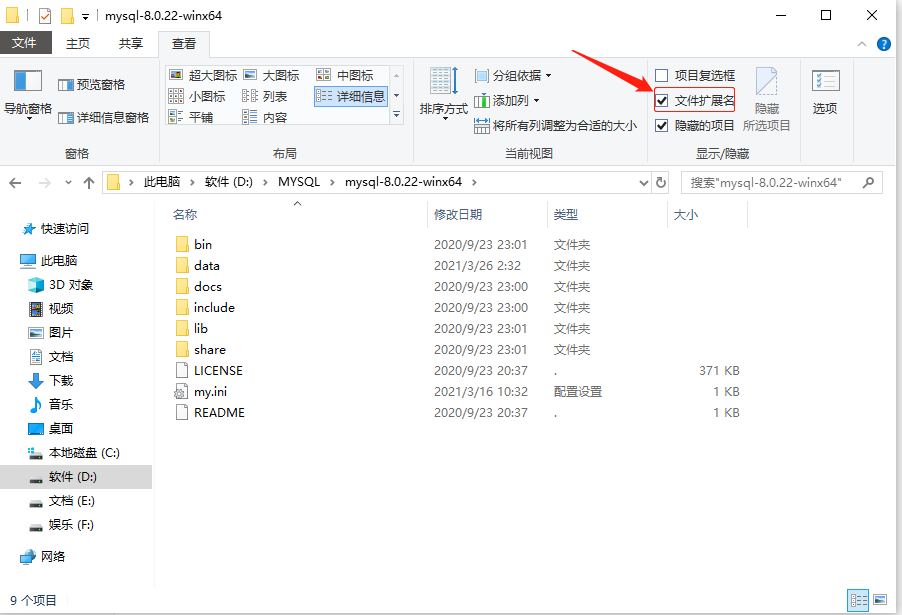 mysql-8.0.22-winx64
文件 主页 共享 查看
导航窗格
预览窗格
详细信息窗格
窗格
超大图标 大图标 中图标
小图标 列表 详细信息
平铺 内容
布局
排序方式
分组依据
添加列
将所有列调整为合适的大小
当前视图
项目复选框
文件扩展名
隐藏的项目
隐藏
所选项目
显示/隐藏
选项
此电脑 软件 (D:) MYSQL mysql-8.0.22-winx64
搜索"mysql-8.0.22-winx64"
快速访问
此电脑
3D 对象
视频
图片
文档
下载
音乐
桌面
本地磁盘 (C:)
软件 (D:)
文档 (E:)
娱乐 (F:)
网络
名称 修改日期 类型 大小
bin 2020/9/23 23:01 文件夹
data 2021/3/26 2:32 文件夹
docs 2020/9/23 23:00 文件夹
include 2020/9/23 23:00 文件夹
lib 2020/9/23 23:01 文件夹
share 2020/9/23 23:01 文件夹
LICENSE 2020/9/23 20:37 . 371 KB
my.ini 2021/3/16 10:32 配置设置 1 KB
README 2020/9/23 20:37 . 1 KB
9 个项目